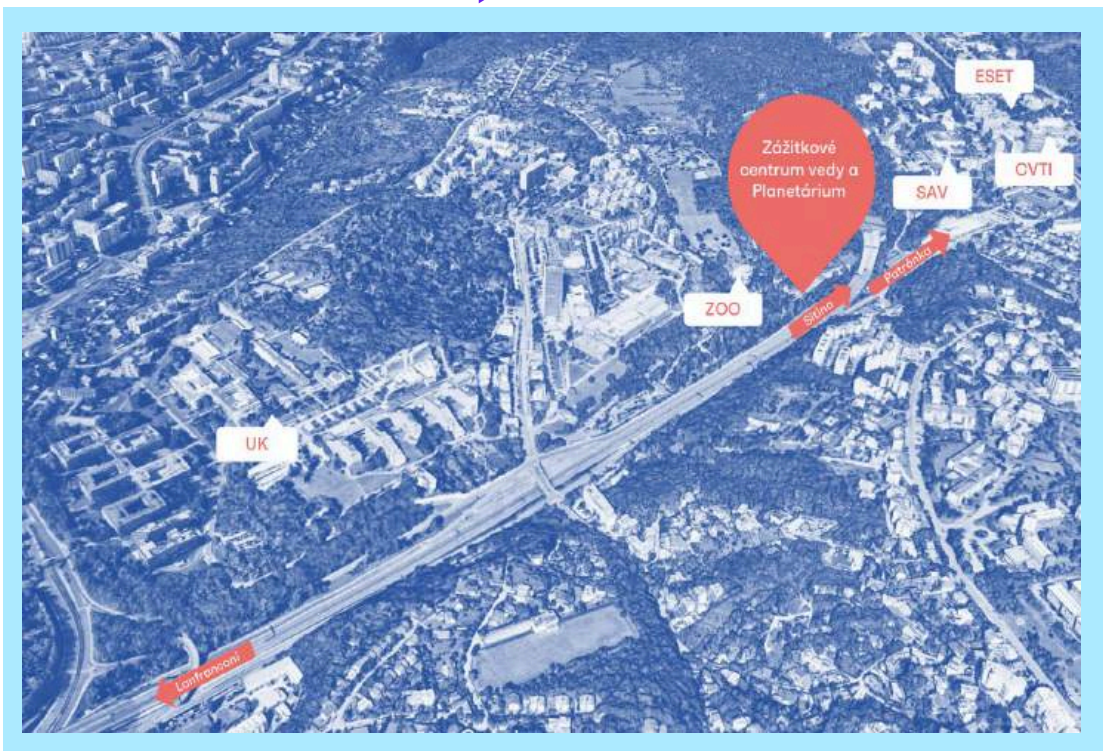 ESET
Zážitkové
centrum vedy a
Planetárium
CVTI
SAV
Patrónka
ZOO
Sitina
UK
Lanfranconi